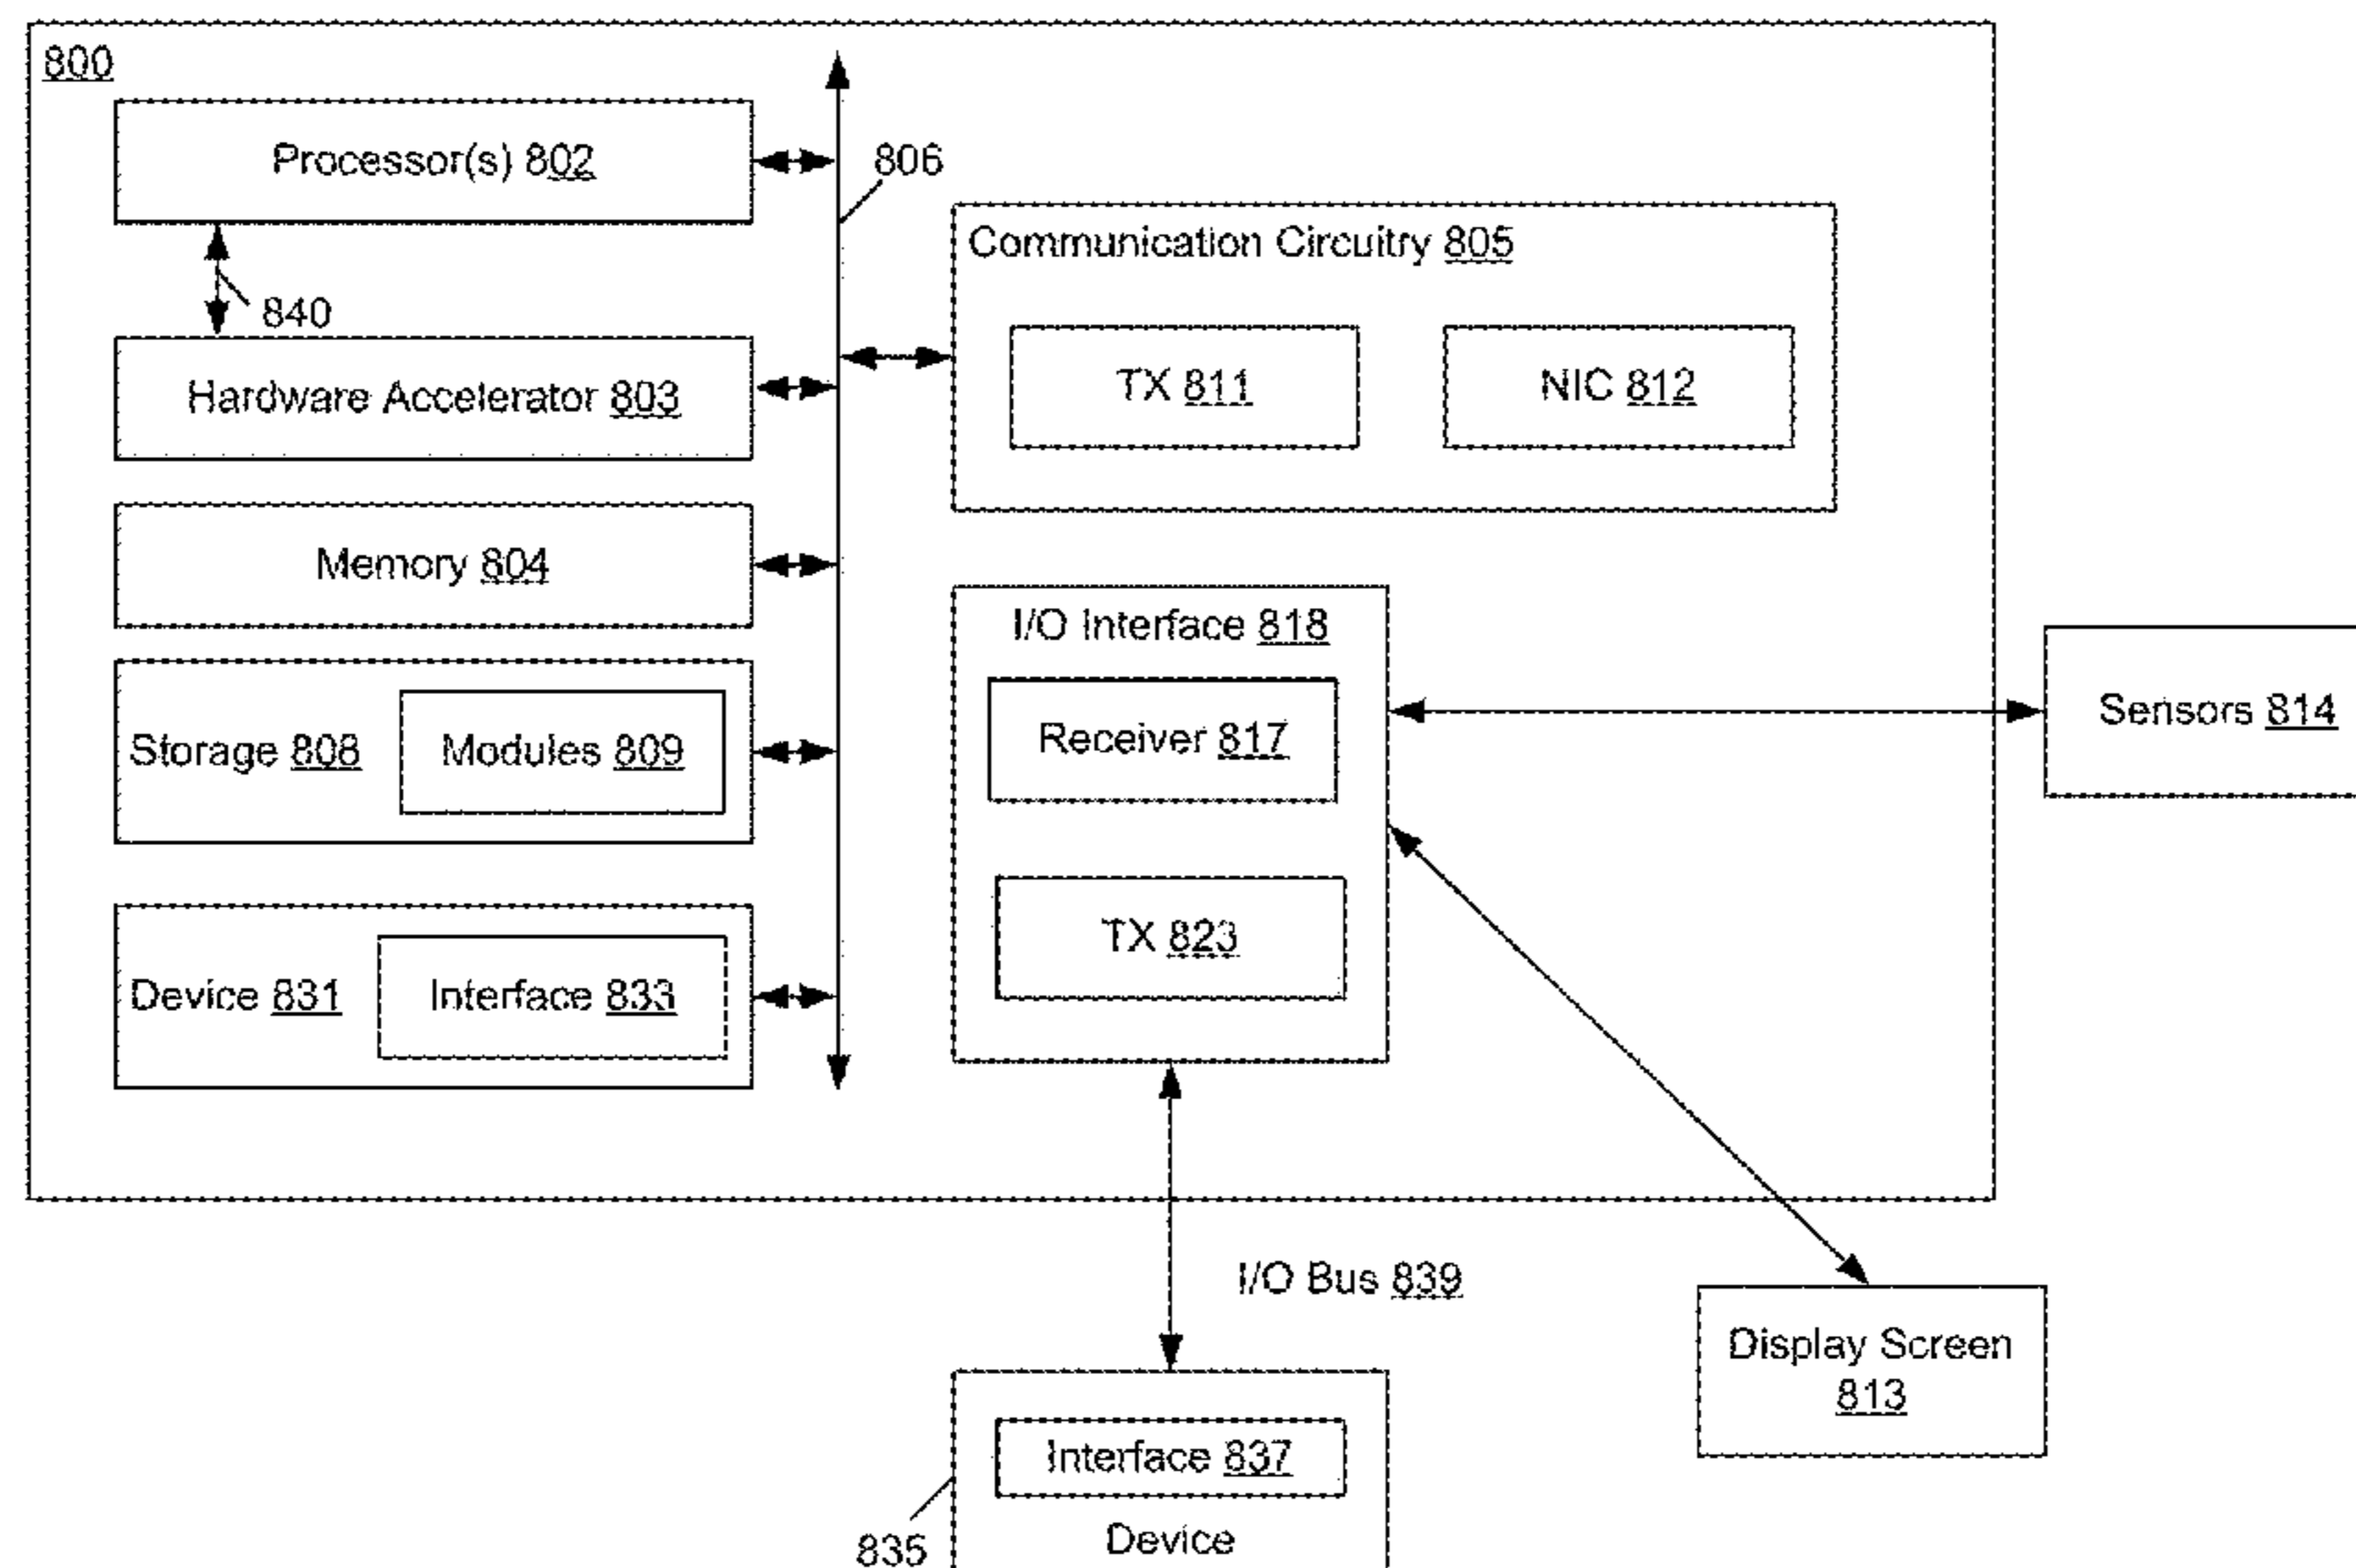 800
Processor(s) 802
806
840
Communication Circuitry 805
TX 811
NIC 812
Hardware Accelerator 803
Memory 804
I/O Interface 818
Receiver 817
Sensors 814
Storage 808
Modules 809
TX 823
Device 831
Interface 833
I/O Bus 839
Display Screen
813
Interface 837
835
Device